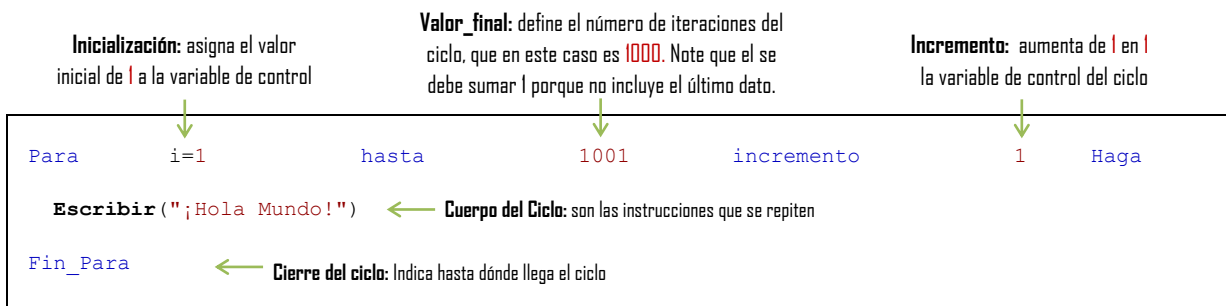 Inicialización: asigna el valor
inicial de 1 a la variable de control
Valor_final: define el número de iteraciones del
ciclo, que en este caso es 1000. Note que el se
debe sumar 1 porque no incluye el último dato.
Incremento: aumenta de 1 en 1
la variable de control del ciclo
Para i=1 hasta 1001 incremento 1 Haga
Escribir("¡Hola Mundo!") Cuerpo del Ciclo: son las instrucciones que se repiten
Fin_Para Cierre del ciclo: Indica hasta dónde llega el ciclo